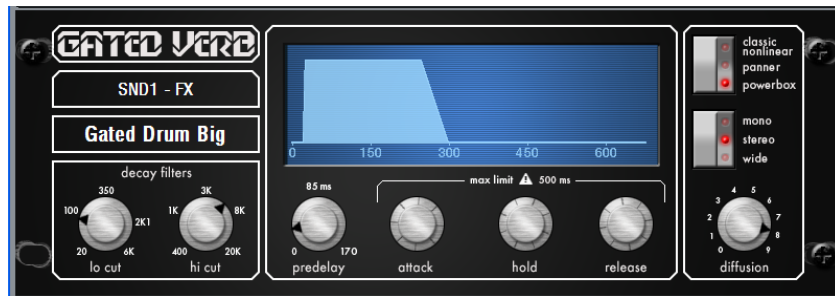 GATED VERB
SND1 - FX
Gated Drum Big
decay filters
350
100
2K1
20
6K
lo cut
3K
1K
8K
400
20K
hi cut
0 150 300 450 600
max limit ⚠ 500 ms
85 ms
0
170
predelay
attack
hold
release
classic
nonlinear
panner
powerbox
mono
stereo
wide
4
5
3
6
2
7
1
8
0
9
diffusion